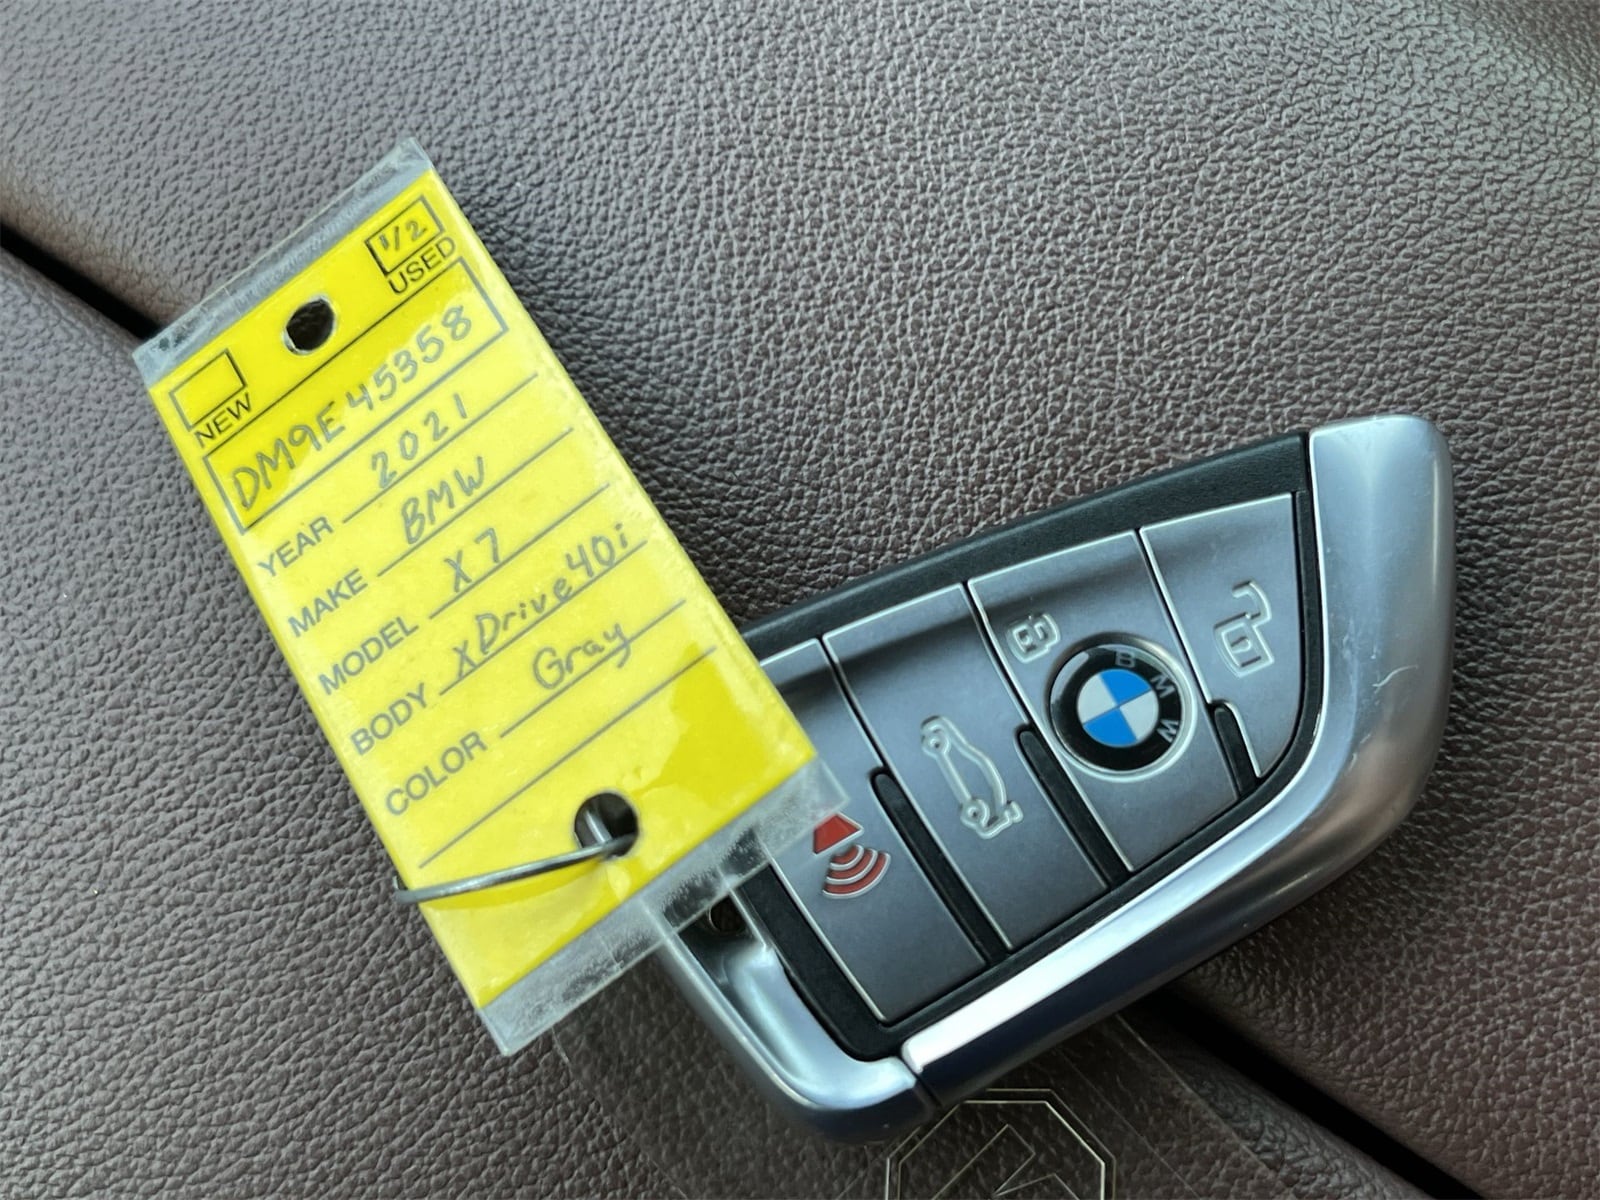 1/2
NEW USED
DM9E45358
YEAR 2021
MAKE BMW
MODEL X7
BODY xDrive40i
COLOR Gray
BMW